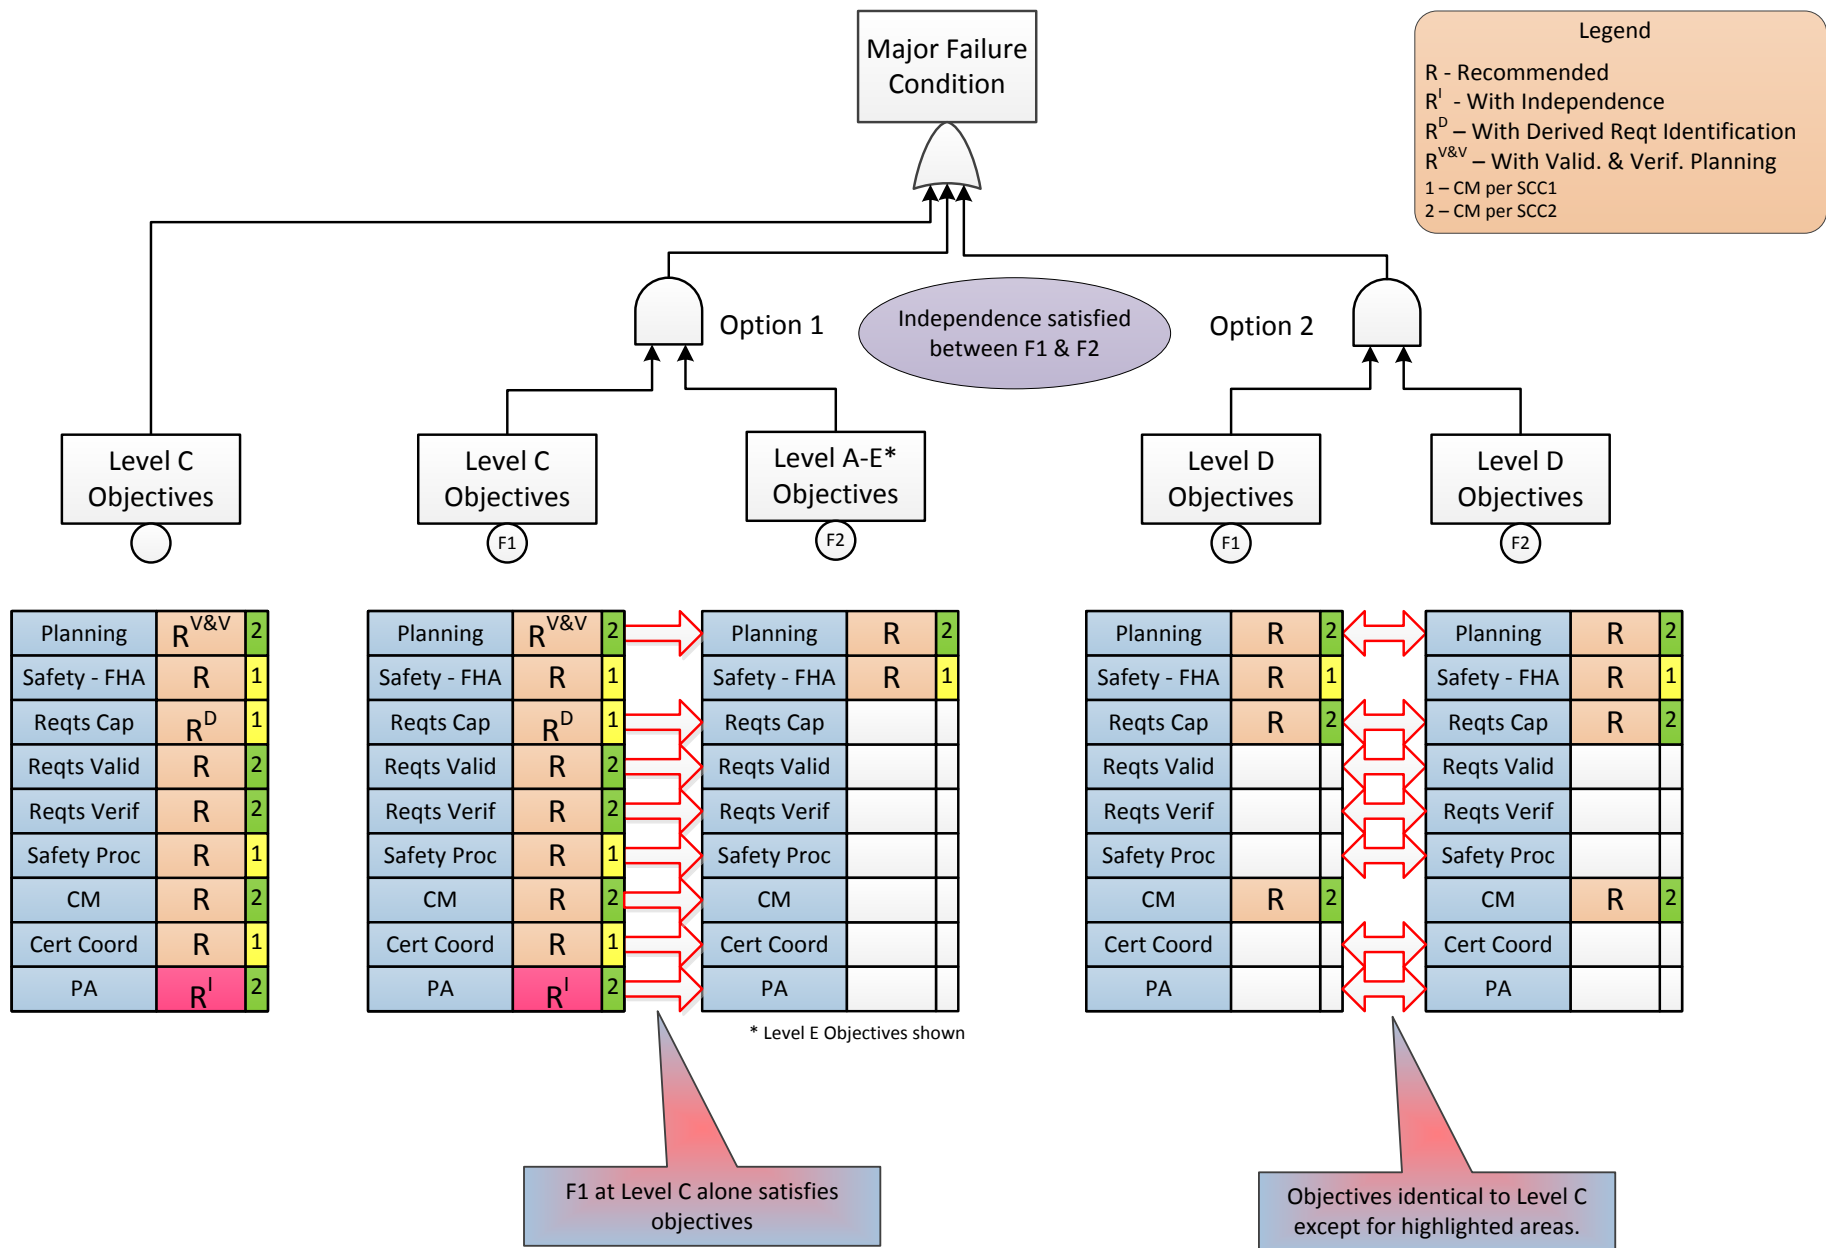 Major Failure
Condition
Legend
R - Recommended
R^I - With Independence
R^D – With Derived Reqt Identification
R^V&V – With Valid. & Verif. Planning
1 – CM per SCC1
2 – CM per SCC2
Option 1
Independence satisfied
between F1 & F2
Option 2
Level C
Objectives
Level C
Objectives
F1
Level A-E*
Objectives
F2
Level D
Objectives
F1
Level D
Objectives
F2
Planning R^V&V 2
Safety - FHA R 1
Reqts Cap R^D 1
Reqts Valid R 2
Reqts Verif R 2
Safety Proc R 1
CM R 2
Cert Coord R 1
PA R^I 2
Planning R^V&V 2
Safety - FHA R 1
Reqts Cap R^D 1
Reqts Valid R 2
Reqts Verif R 2
Safety Proc R 1
CM R 2
Cert Coord R 1
PA R^I 2
Planning R 2
Safety - FHA R 1
Reqts Cap
Reqts Valid
Reqts Verif
Safety Proc
CM
Cert Coord
PA
* Level E Objectives shown
Planning R 2
Safety - FHA R 1
Reqts Cap R 2
Reqts Valid
Reqts Verif
Safety Proc
CM R 2
Cert Coord
PA
Planning R 2
Safety - FHA R 1
Reqts Cap R 2
Reqts Valid
Reqts Verif
Safety Proc
CM R 2
Cert Coord
PA
F1 at Level C alone satisfies
objectives
Objectives identical to Level C
except for highlighted areas.